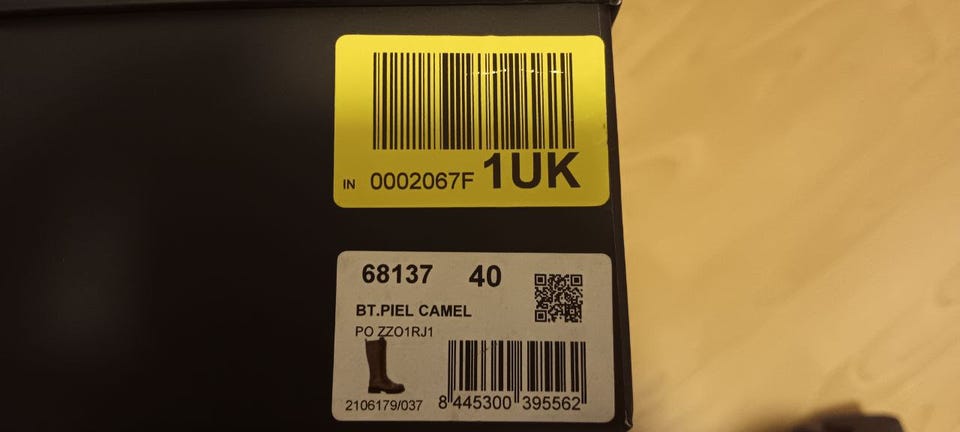 IN 0002067F 1UK
68137 40
BT.PIEL CAMEL
PO ZZO1RJ1
2106179/037 8 445300 395562